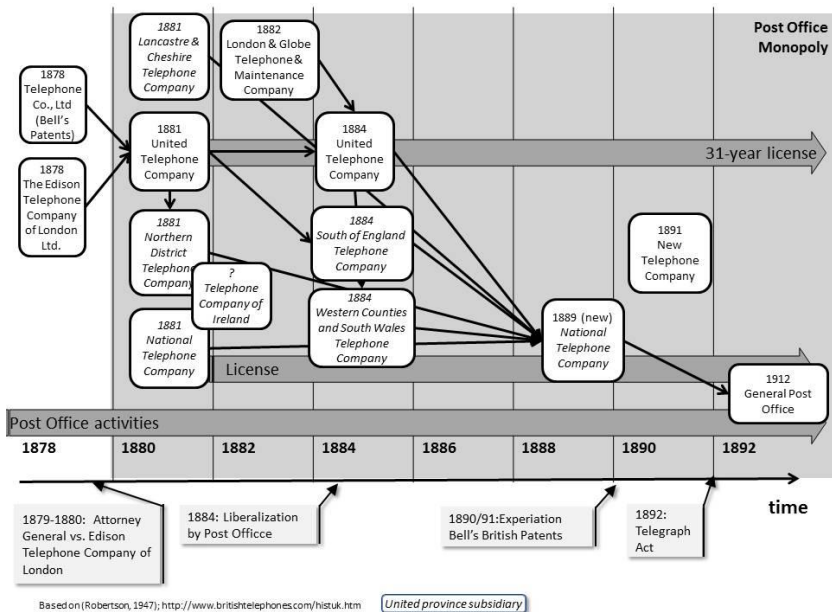 Post Office
Monopoly
1881
Lancastre &
Cheshire
Telephone
Company
1882
London & Globe
Telephone &
Maintenance
Company
1878
Telephone
Co., Ltd
(Bell's
Patents)
1881
United
Telephone
Company
1884
United
Telephone
Company
31-year license
1878
The Edison
Telephone
Company
of London
Ltd.
1881
Northern
District
Telephone
Company
?
Telephone
Company of
Ireland
1884
South of England
Telephone
Company
1891
New
Telephone
Company
1884
Western Counties
and South Wales
Telephone
Company
1881
National
Telephone
Company
1889 (new)
National
Telephone
Company
License
1912
General Post
Office
Post Office activities
1878
1880
1882
1884
1886
1888
1890
1892
time
1879-1880: Attorney
General vs. Edison
Telephone Company of
London
1884: Liberalization
by Post Officce
1890/91:Experiation
Bell's British Patents
1892:
Telegraph
Act
Based on (Robertson, 1947); http://www.britishtelephones.com/histuk.htm
United province subsidiary